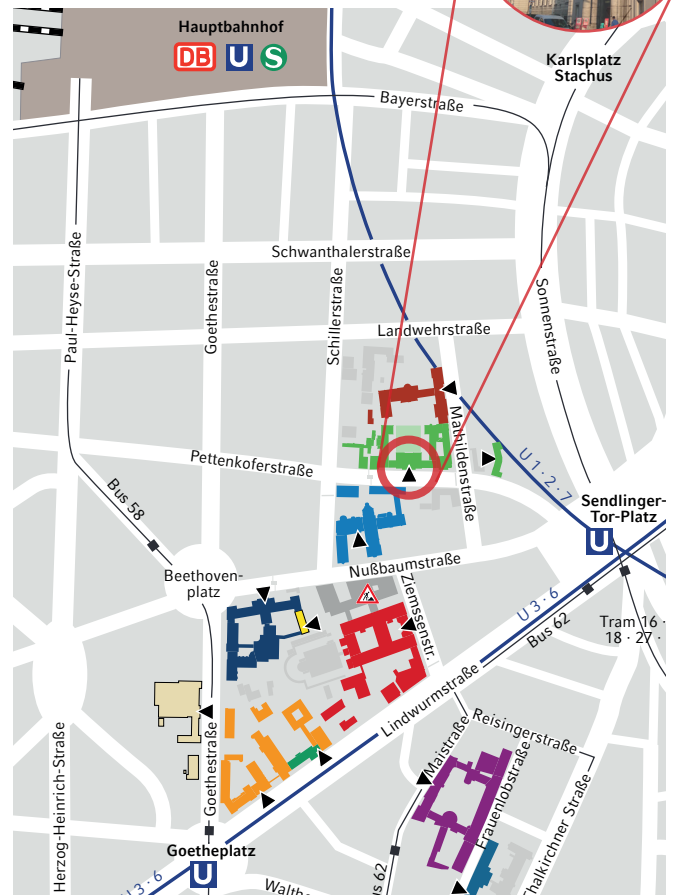 Hauptbahnhof
DB U S
Karlsplatz
Stachus
Bayerstraße
Schwanthalerstraße
Paul-Heyse-Straße
Goethestraße
Schillerstraße
Sonnenstraße
Landwehrstraße
Mathildenstraße
Pettenkoferstraße
U 1 · 2 · 7
Bus 58
Sendlinger-
Tor-Platz
U
Nußbaumstraße
Beethoven-
platz
Ziemssenstr.
U 3 · 6
Bus 62
Tram 16 ·
18 · 27 ·
Lindwurmstraße
Reisingerstraße
Maistraße
Frauenlobstraße
Goethestraße
Herzog-Heinrich-Straße
Thalkirchner Straße
Goetheplatz
U
U 3 · 6
us 62